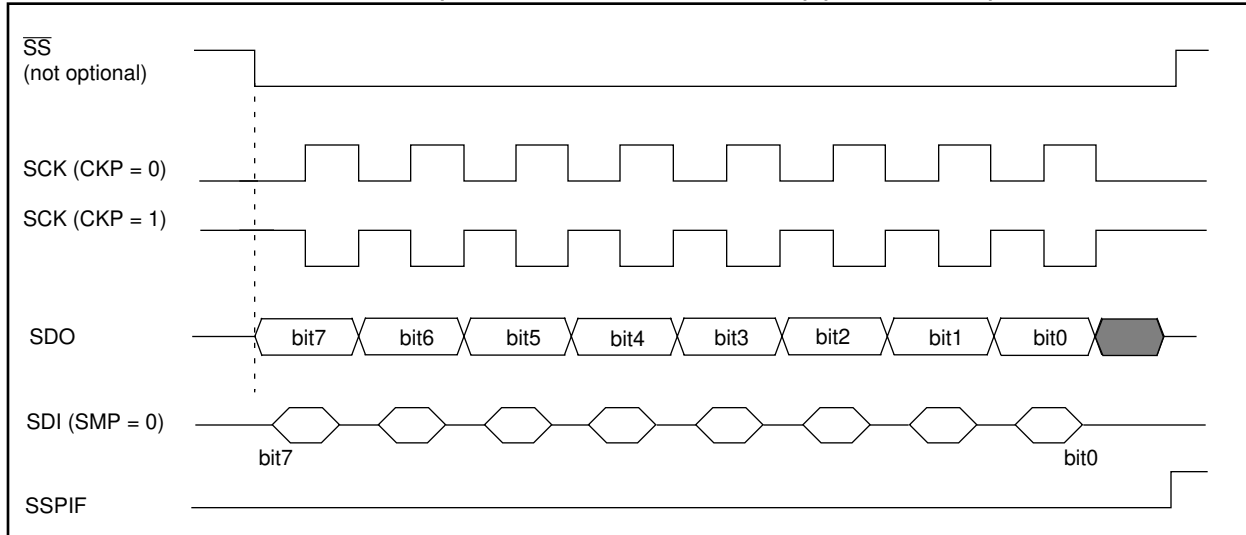 S̅S̅
(not optional)
SCK (CKP = 0)
SCK (CKP = 1)
SDO
bit7 bit6 bit5 bit4 bit3 bit2 bit1 bit0
SDI (SMP = 0)
bit7 bit0
SSPIF